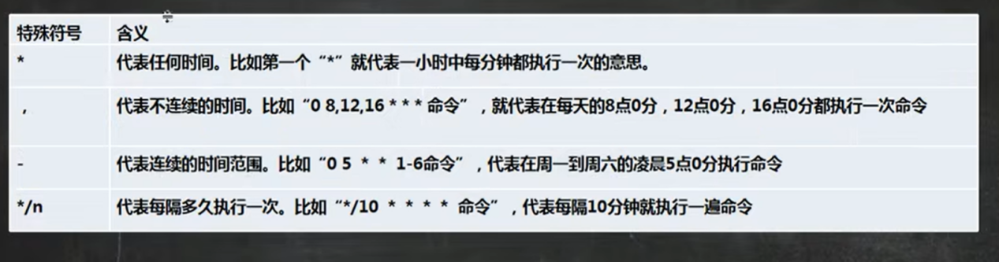 特殊符号 含义
* 代表任何时间。比如第一个“*”就代表一小时中每分钟都执行一次的意思。
, 代表不连续的时间。比如“0 8,12,16 * * * 命令”，就代表在每天的8点0分，12点0分，16点0分都执行一次命令
- 代表连续的时间范围。比如“0 5 * * 1-6命令”，代表在周一到周六的凌晨5点0分执行命令
*/n 代表每隔多久执行一次。比如“*/10 * * * * 命令”，代表每隔10分钟就执行一遍命令